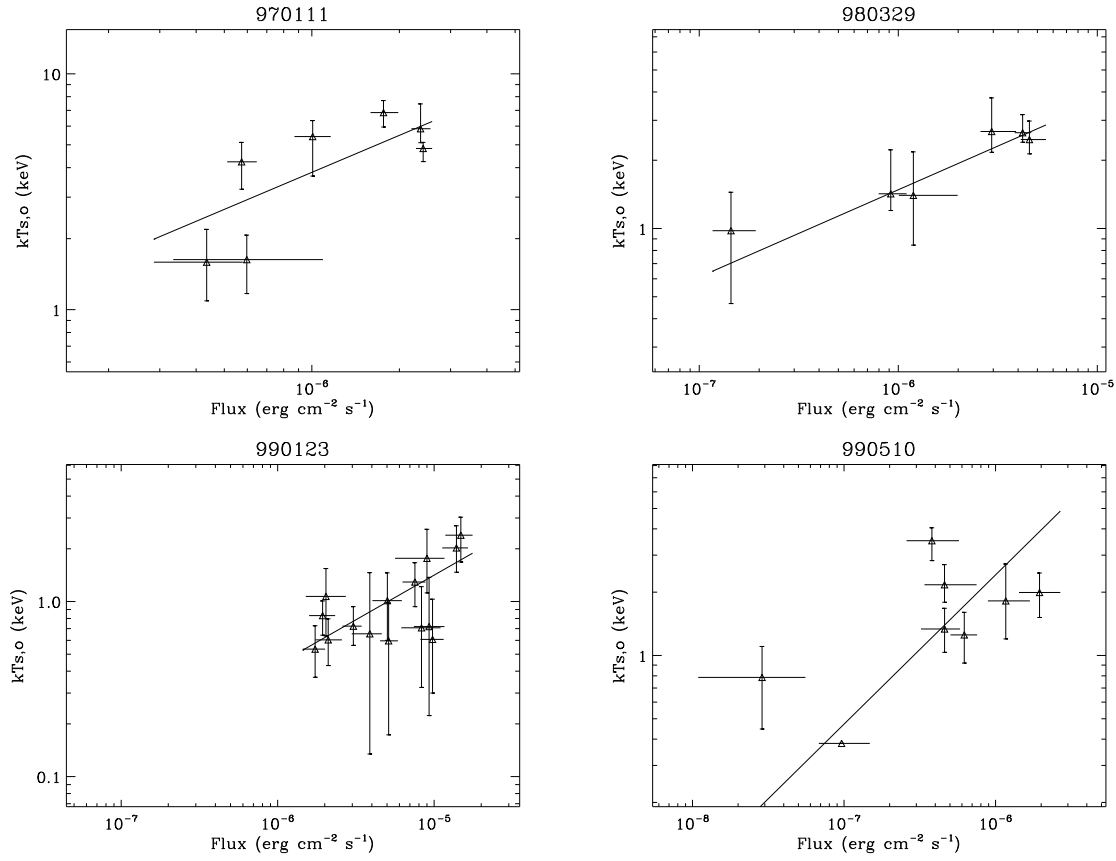 970111
980329
10
1
kTs,o (keV)
10⁻⁶
Flux (erg cm⁻² s⁻¹)
1
kTs,o (keV)
10⁻⁷ 10⁻⁶ 10⁻⁵
Flux (erg cm⁻² s⁻¹)
990123
990510
1.0
0.1
kTs,o (keV)
10⁻⁷ 10⁻⁶ 10⁻⁵
Flux (erg cm⁻² s⁻¹)
1
kTs,o (keV)
10⁻⁸ 10⁻⁷ 10⁻⁶
Flux (erg cm⁻² s⁻¹)